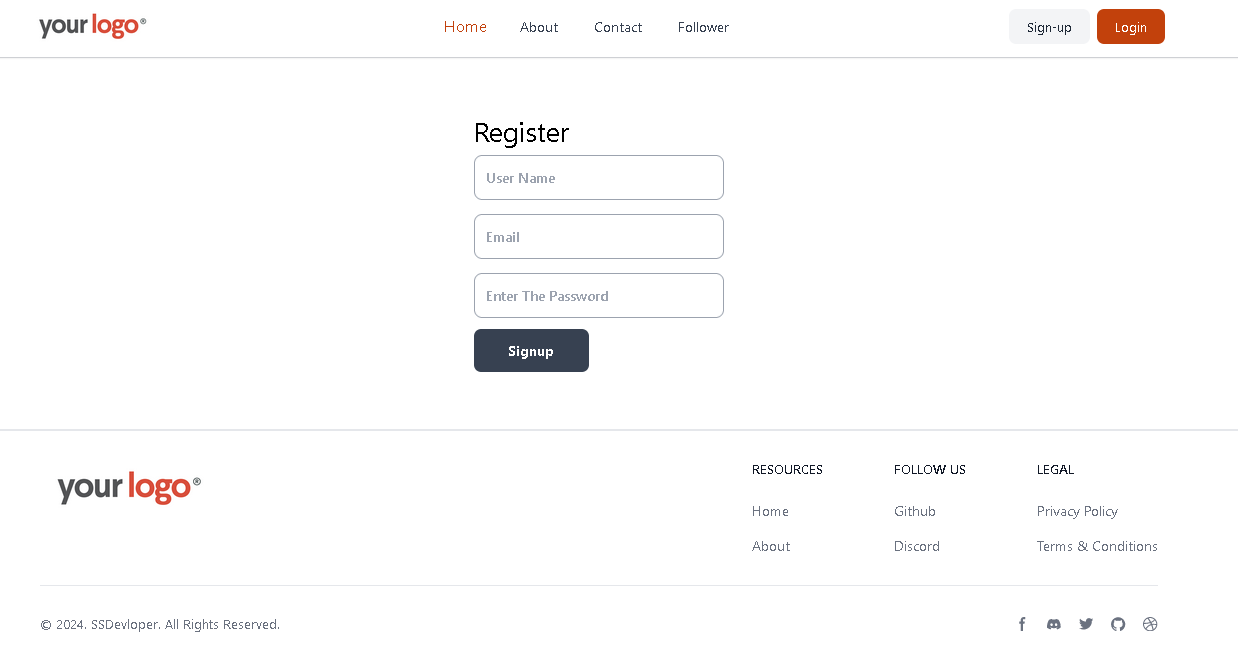 your logo®
Home About Contact Follower
Sign-up Login
Register
User Name
Email
Enter The Password
Signup
your logo®
RESOURCES FOLLOW US LEGAL
Home Github Privacy Policy
About Discord Terms & Conditions
© 2024. SSDevloper. All Rights Reserved.